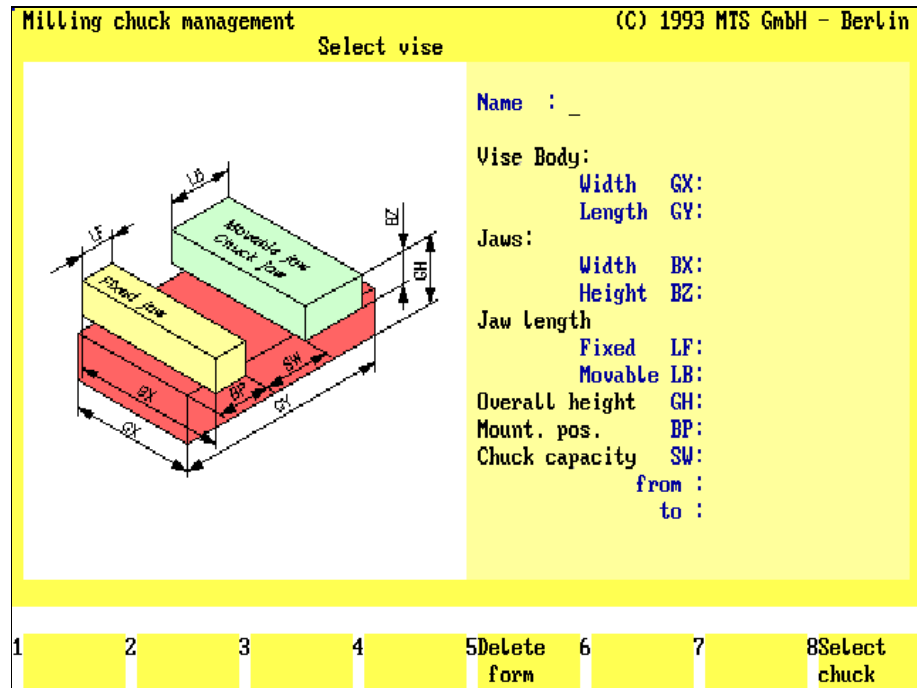 Milling chuck management (C) 1993 MTS GmbH - Berlin
Select vise
Name : _
Vise Body:
Width GX:
Length GY:
Jaws:
Width BX:
Height BZ:
Jaw length
Fixed LF:
Movable LB:
Overall height GH:
Mount. pos. BP:
Chuck capacity SW:
from :
to :
LB
LF
BZ
GH
Movable jaw
Chuck jaw
Fixed jaw
SW
BP
BX
GY
GX
1 2 3 4 5Delete 6 7 8Select
form chuck